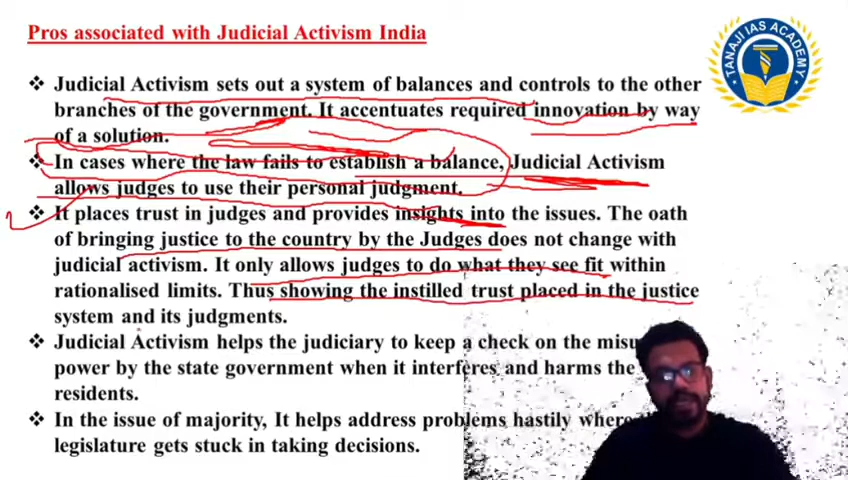 Pros associated with Judicial Activism India
TANAJI IAS ACADEMY
❖ Judicial Activism sets out a system of balances and controls to the other
branches of the government. It accentuates required innovation by way
of a solution.
❖ In cases where the law fails to establish a balance, Judicial Activism
allows judges to use their personal judgment.
❖ It places trust in judges and provides insights into the issues. The oath
of bringing justice to the country by the Judges does not change with
judicial activism. It only allows judges to do what they see fit within
rationalised limits. Thus showing the instilled trust placed in the justice
system and its judgments.
❖ Judicial Activism helps the judiciary to keep a check on the
power by the state government when it interferes and harms the
residents.
❖ In the issue of majority, It helps address problems hastily
legislature gets stuck in taking decisions.